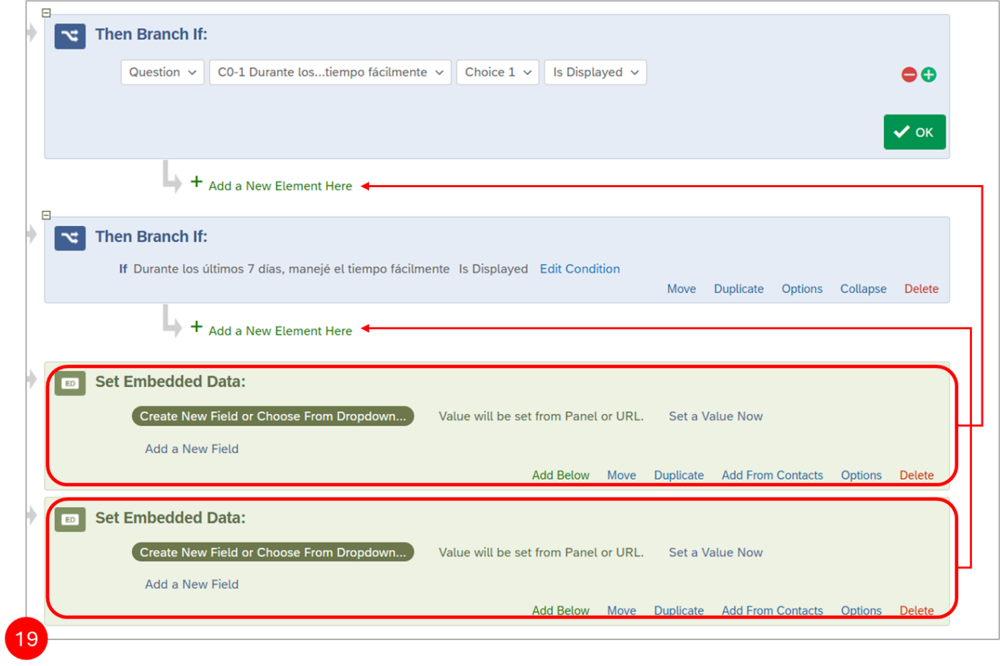 Then Branch If:
Question C0-1 Durante los...tiempo fácilmente Choice 1 Is Displayed
OK
+ Add a New Element Here
Then Branch If:
If Durante los últimos 7 días, manejé el tiempo fácilmente Is Displayed Edit Condition
Move Duplicate Options Collapse Delete
+ Add a New Element Here
ED Set Embedded Data:
Create New Field or Choose From Dropdown... Value will be set from Panel or URL. Set a Value Now
Add a New Field
Add Below Move Duplicate Add From Contacts Options Delete
ED Set Embedded Data:
Create New Field or Choose From Dropdown... Value will be set from Panel or URL. Set a Value Now
Add a New Field
Add Below Move Duplicate Add From Contacts Options Delete
19